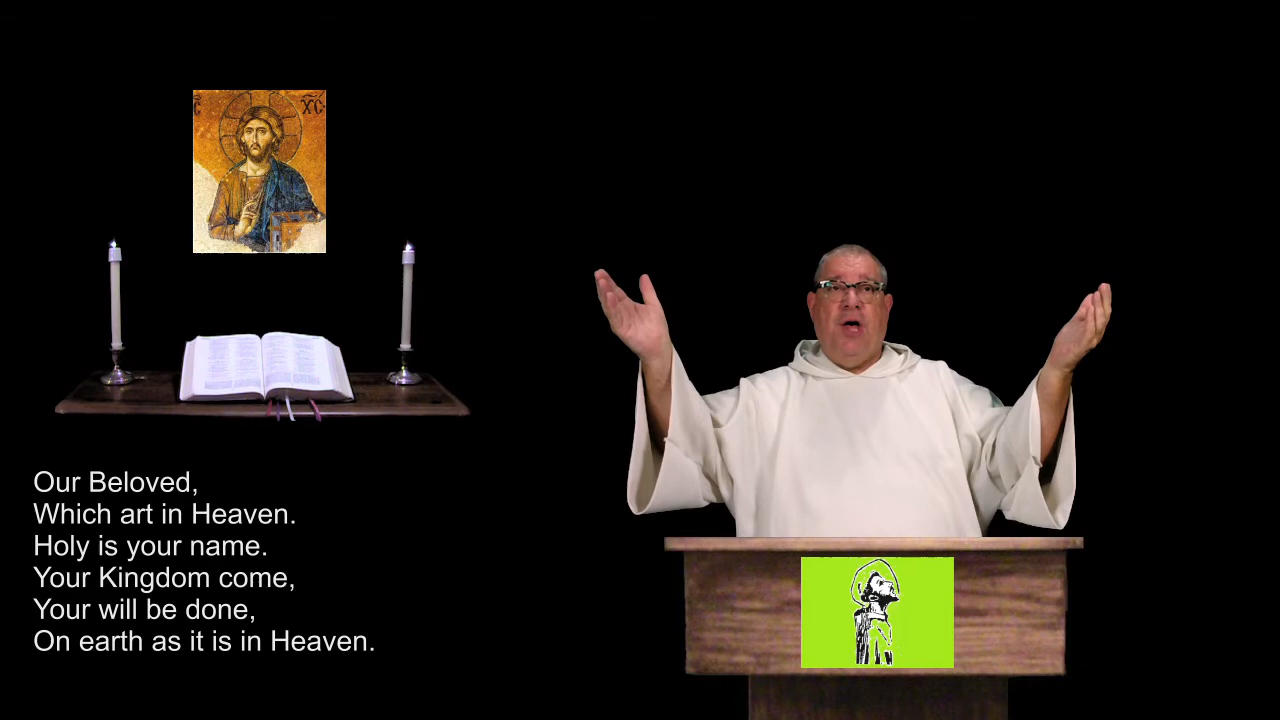 C XC
Our Beloved,
Which art in Heaven.
Holy is your name.
Your Kingdom come,
Your will be done,
On earth as it is in Heaven.